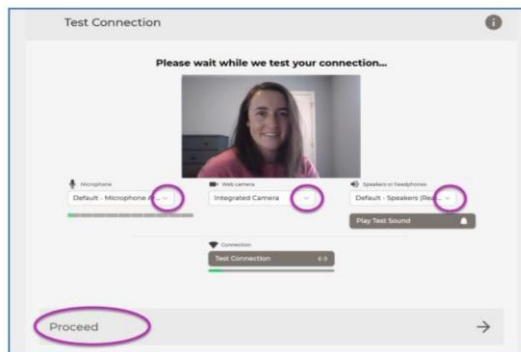 Test Connection
Please wait while we test your connection...
Microphone
Web camera
Speakers or headphones
Default - Microphone
Integrated Camera
Default - Speakers (Rea...
Play Test Sound
Connection
Test Connection
Proceed